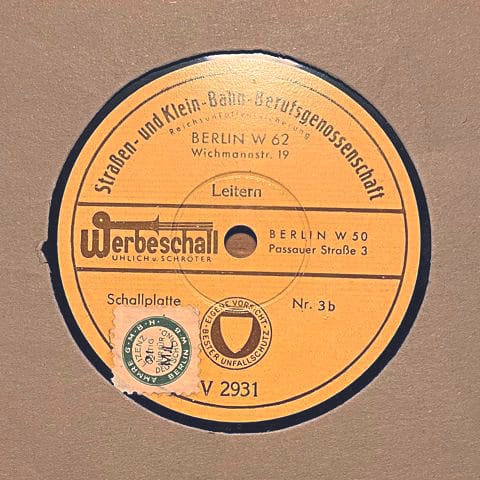 Straßen- und Klein-Bahn-Berufsgenossenschaft
Reichsunfallversicherung
BERLIN W 62
Wichmannstr. 19
Leitern
Werbeschall
UHLICH u. SCHRÖTER
BERLIN W 50
Passauer Straße 3
Schallplatte
Nr. 3b
EIGENE VORSICHT
BESTER UNFALLSCHUTZ
AMMRE
BERLIN
V 2931